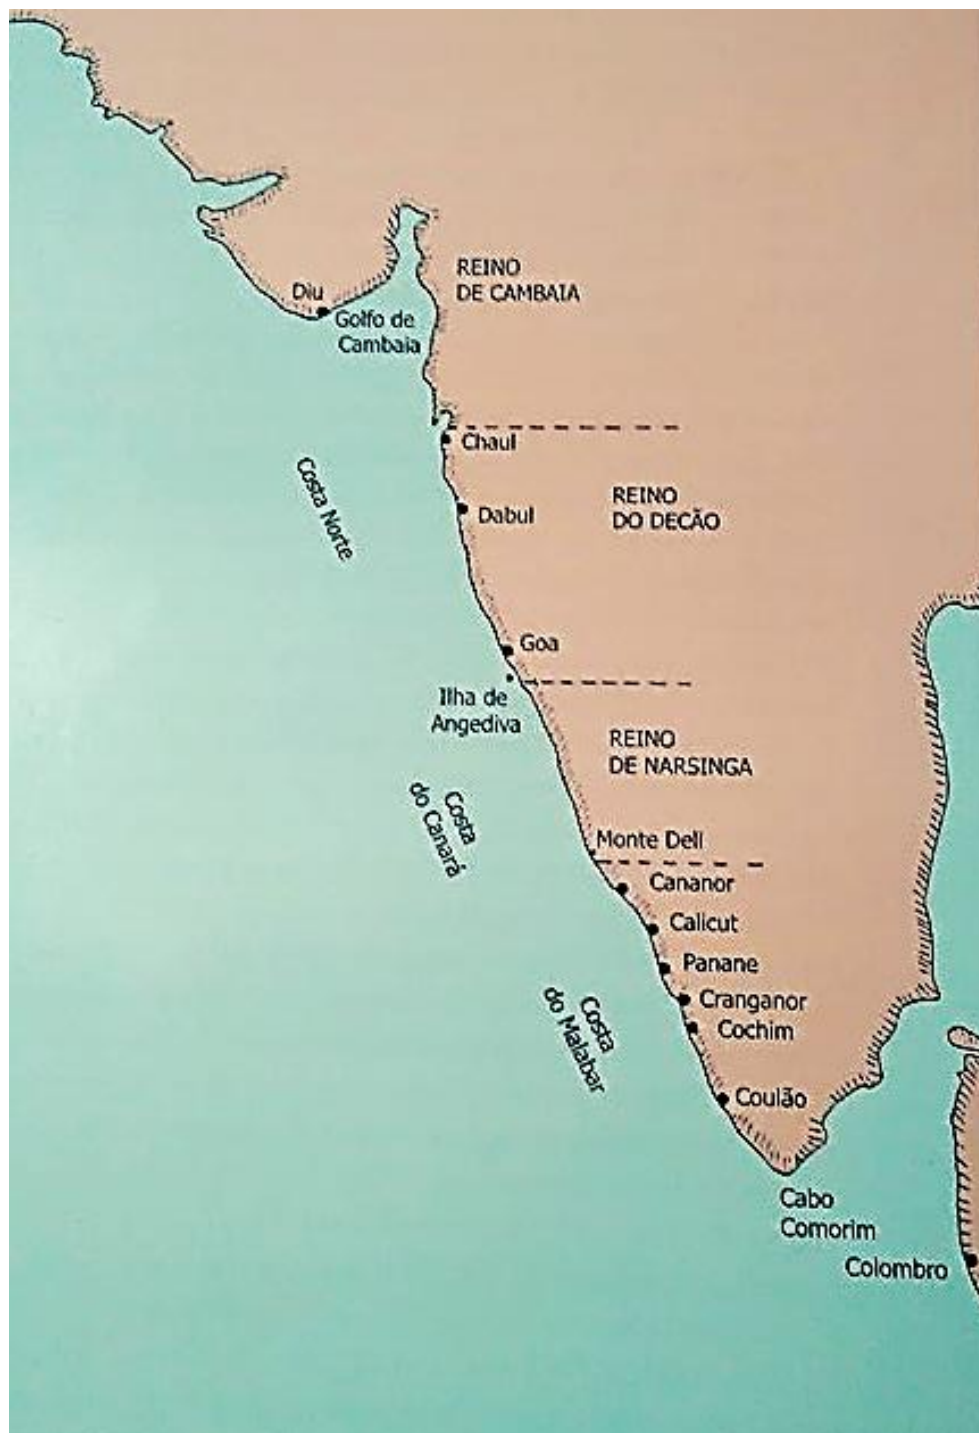 REINO
DE CAMBAIA
Diu
Golfo de
Cambaia
Chaul
Costa Norte
REINO
DO DECÃO
Dabul
Goa
Ilha de
Angediva
REINO
DE NARSINGA
Costa
do Canará
Monte Deli
Cananor
Calicut
Panane
Cranganor
Cochim
Costa
do Malabar
Coulão
Cabo
Comorim
Colombro